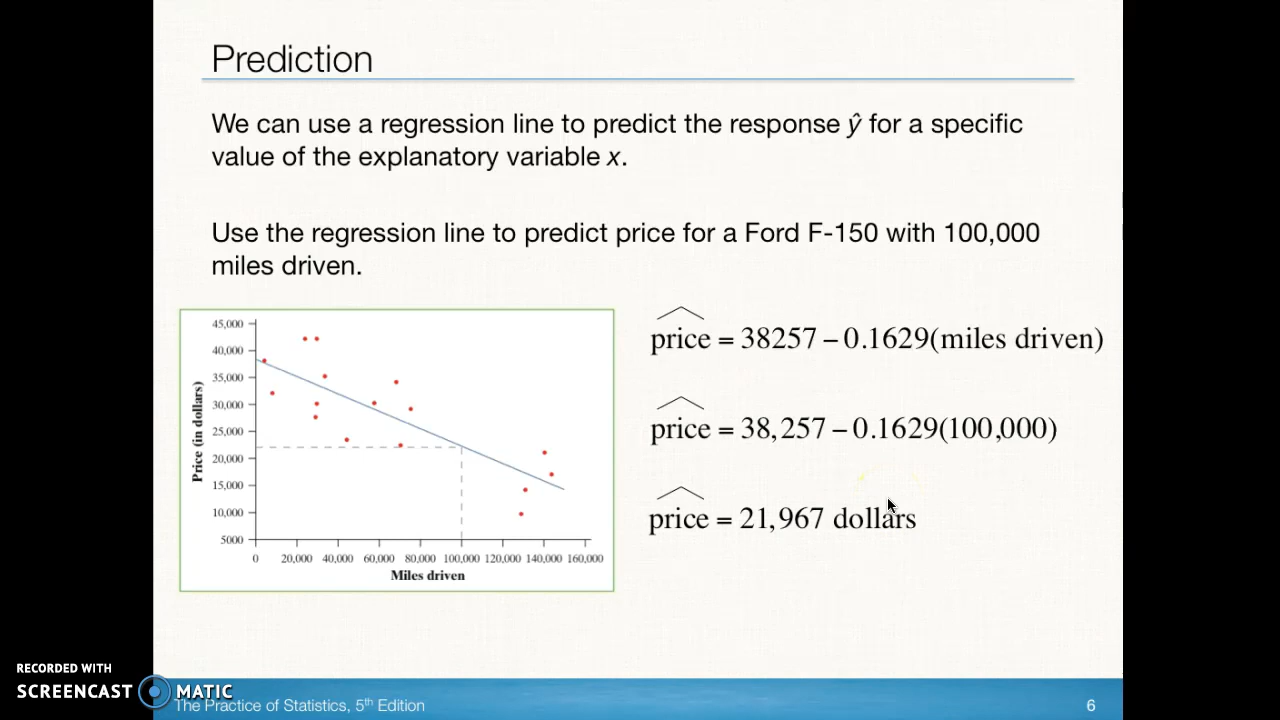 Prediction
We can use a regression line to predict the response ŷ for a specific
value of the explanatory variable x.
Use the regression line to predict price for a Ford F-150 with 100,000
miles driven.
45,000
40,000
35,000
30,000
25,000
20,000
15,000
10,000
5000
Price (in dollars)
0 20,000 40,000 60,000 80,000 100,000 120,000 140,000 160,000
Miles driven
price^ = 38257 – 0.1629(miles driven)
price^ = 38,257 – 0.1629(100,000)
price^ = 21,967 dollars
RECORDED WITH
SCREENCAST MATIC
The Practice of Statistics, 5th Edition
6